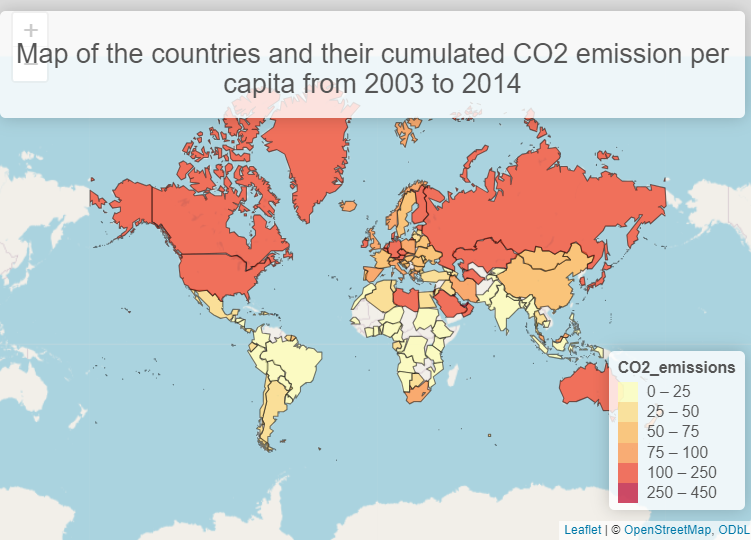 +
Map of the countries and their cumulated CO2 emission per
capita from 2003 to 2014
CO2_emissions
0 – 25
25 – 50
50 – 75
75 – 100
100 – 250
250 – 450
Leaflet | © OpenStreetMap, ODbL